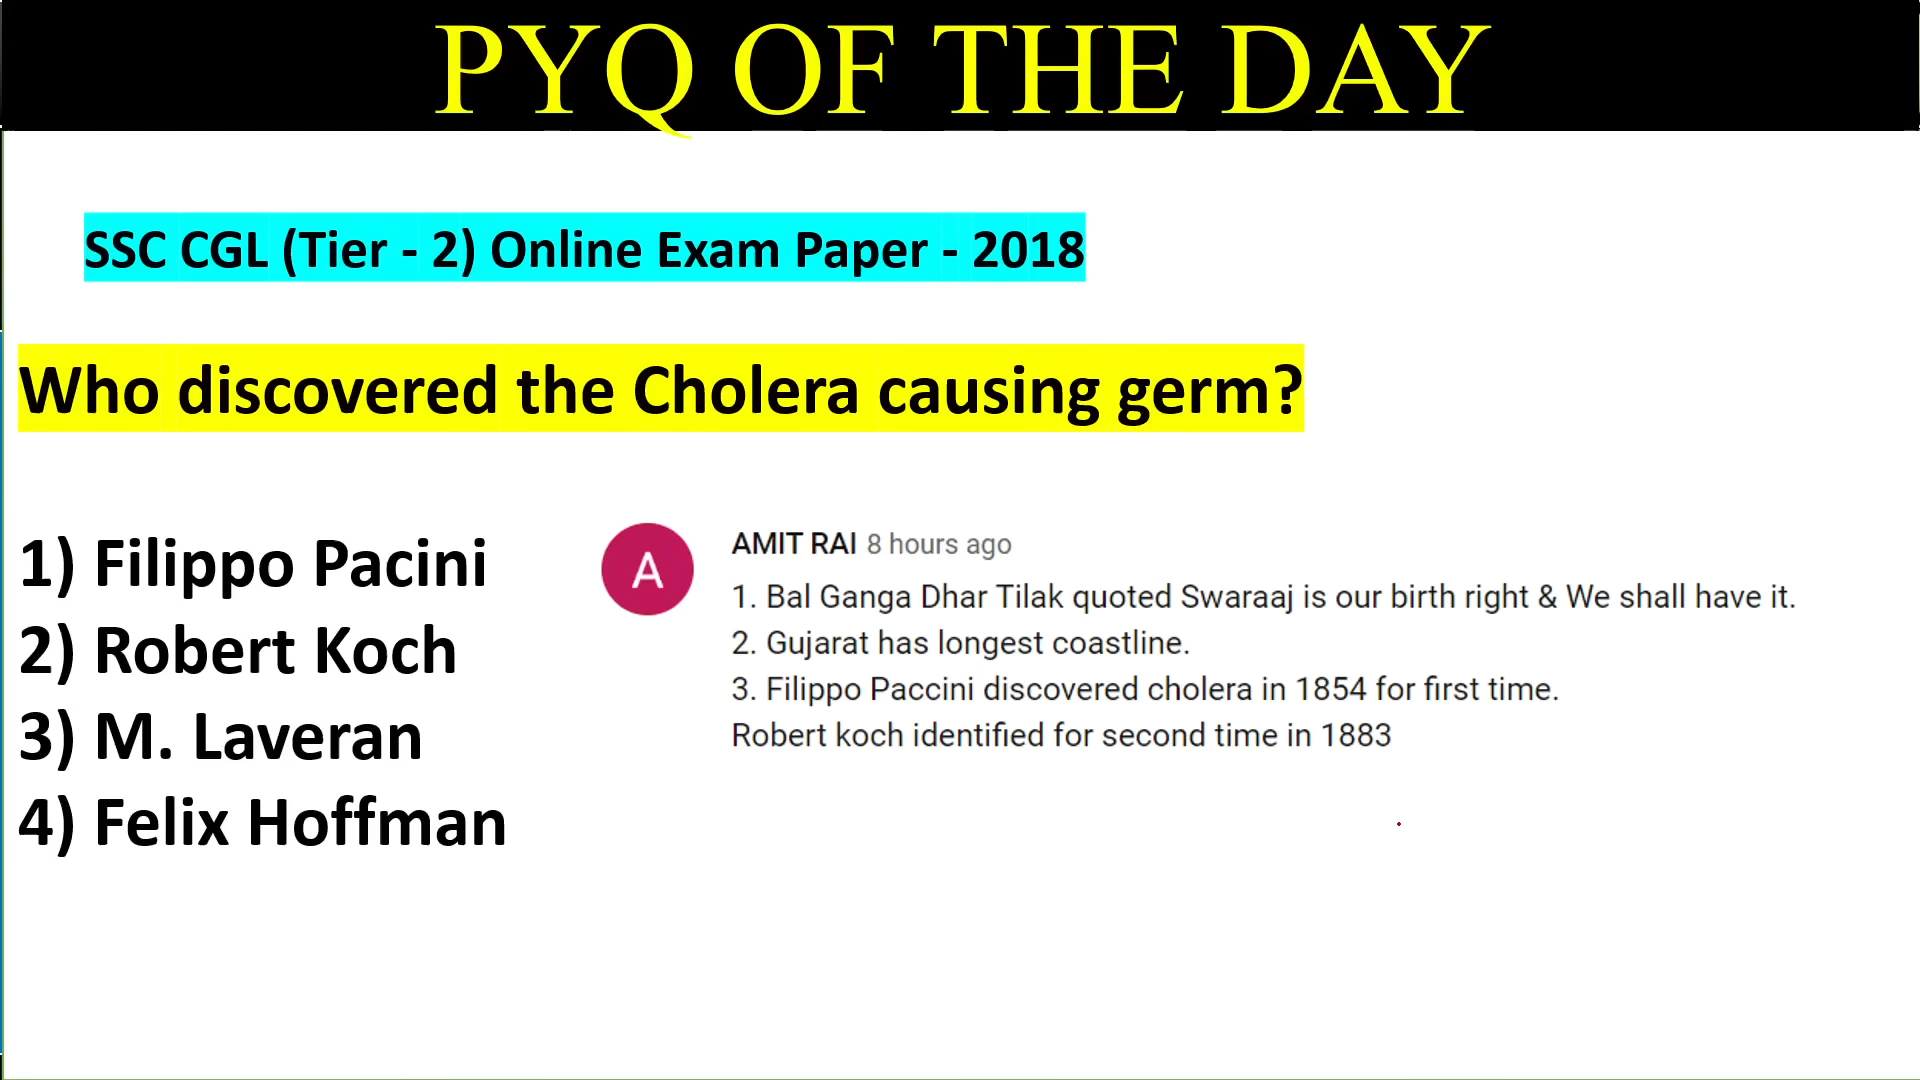 PYQ OF THE DAY
SSC CGL (Tier - 2) Online Exam Paper - 2018
Who discovered the Cholera causing germ?
1) Filippo Pacini
2) Robert Koch
3) M. Laveran
4) Felix Hoffman
A
AMIT RAI 8 hours ago
1. Bal Ganga Dhar Tilak quoted Swaraaj is our birth right & We shall have it.
2. Gujarat has longest coastline.
3. Filippo Paccini discovered cholera in 1854 for first time.
Robert koch identified for second time in 1883